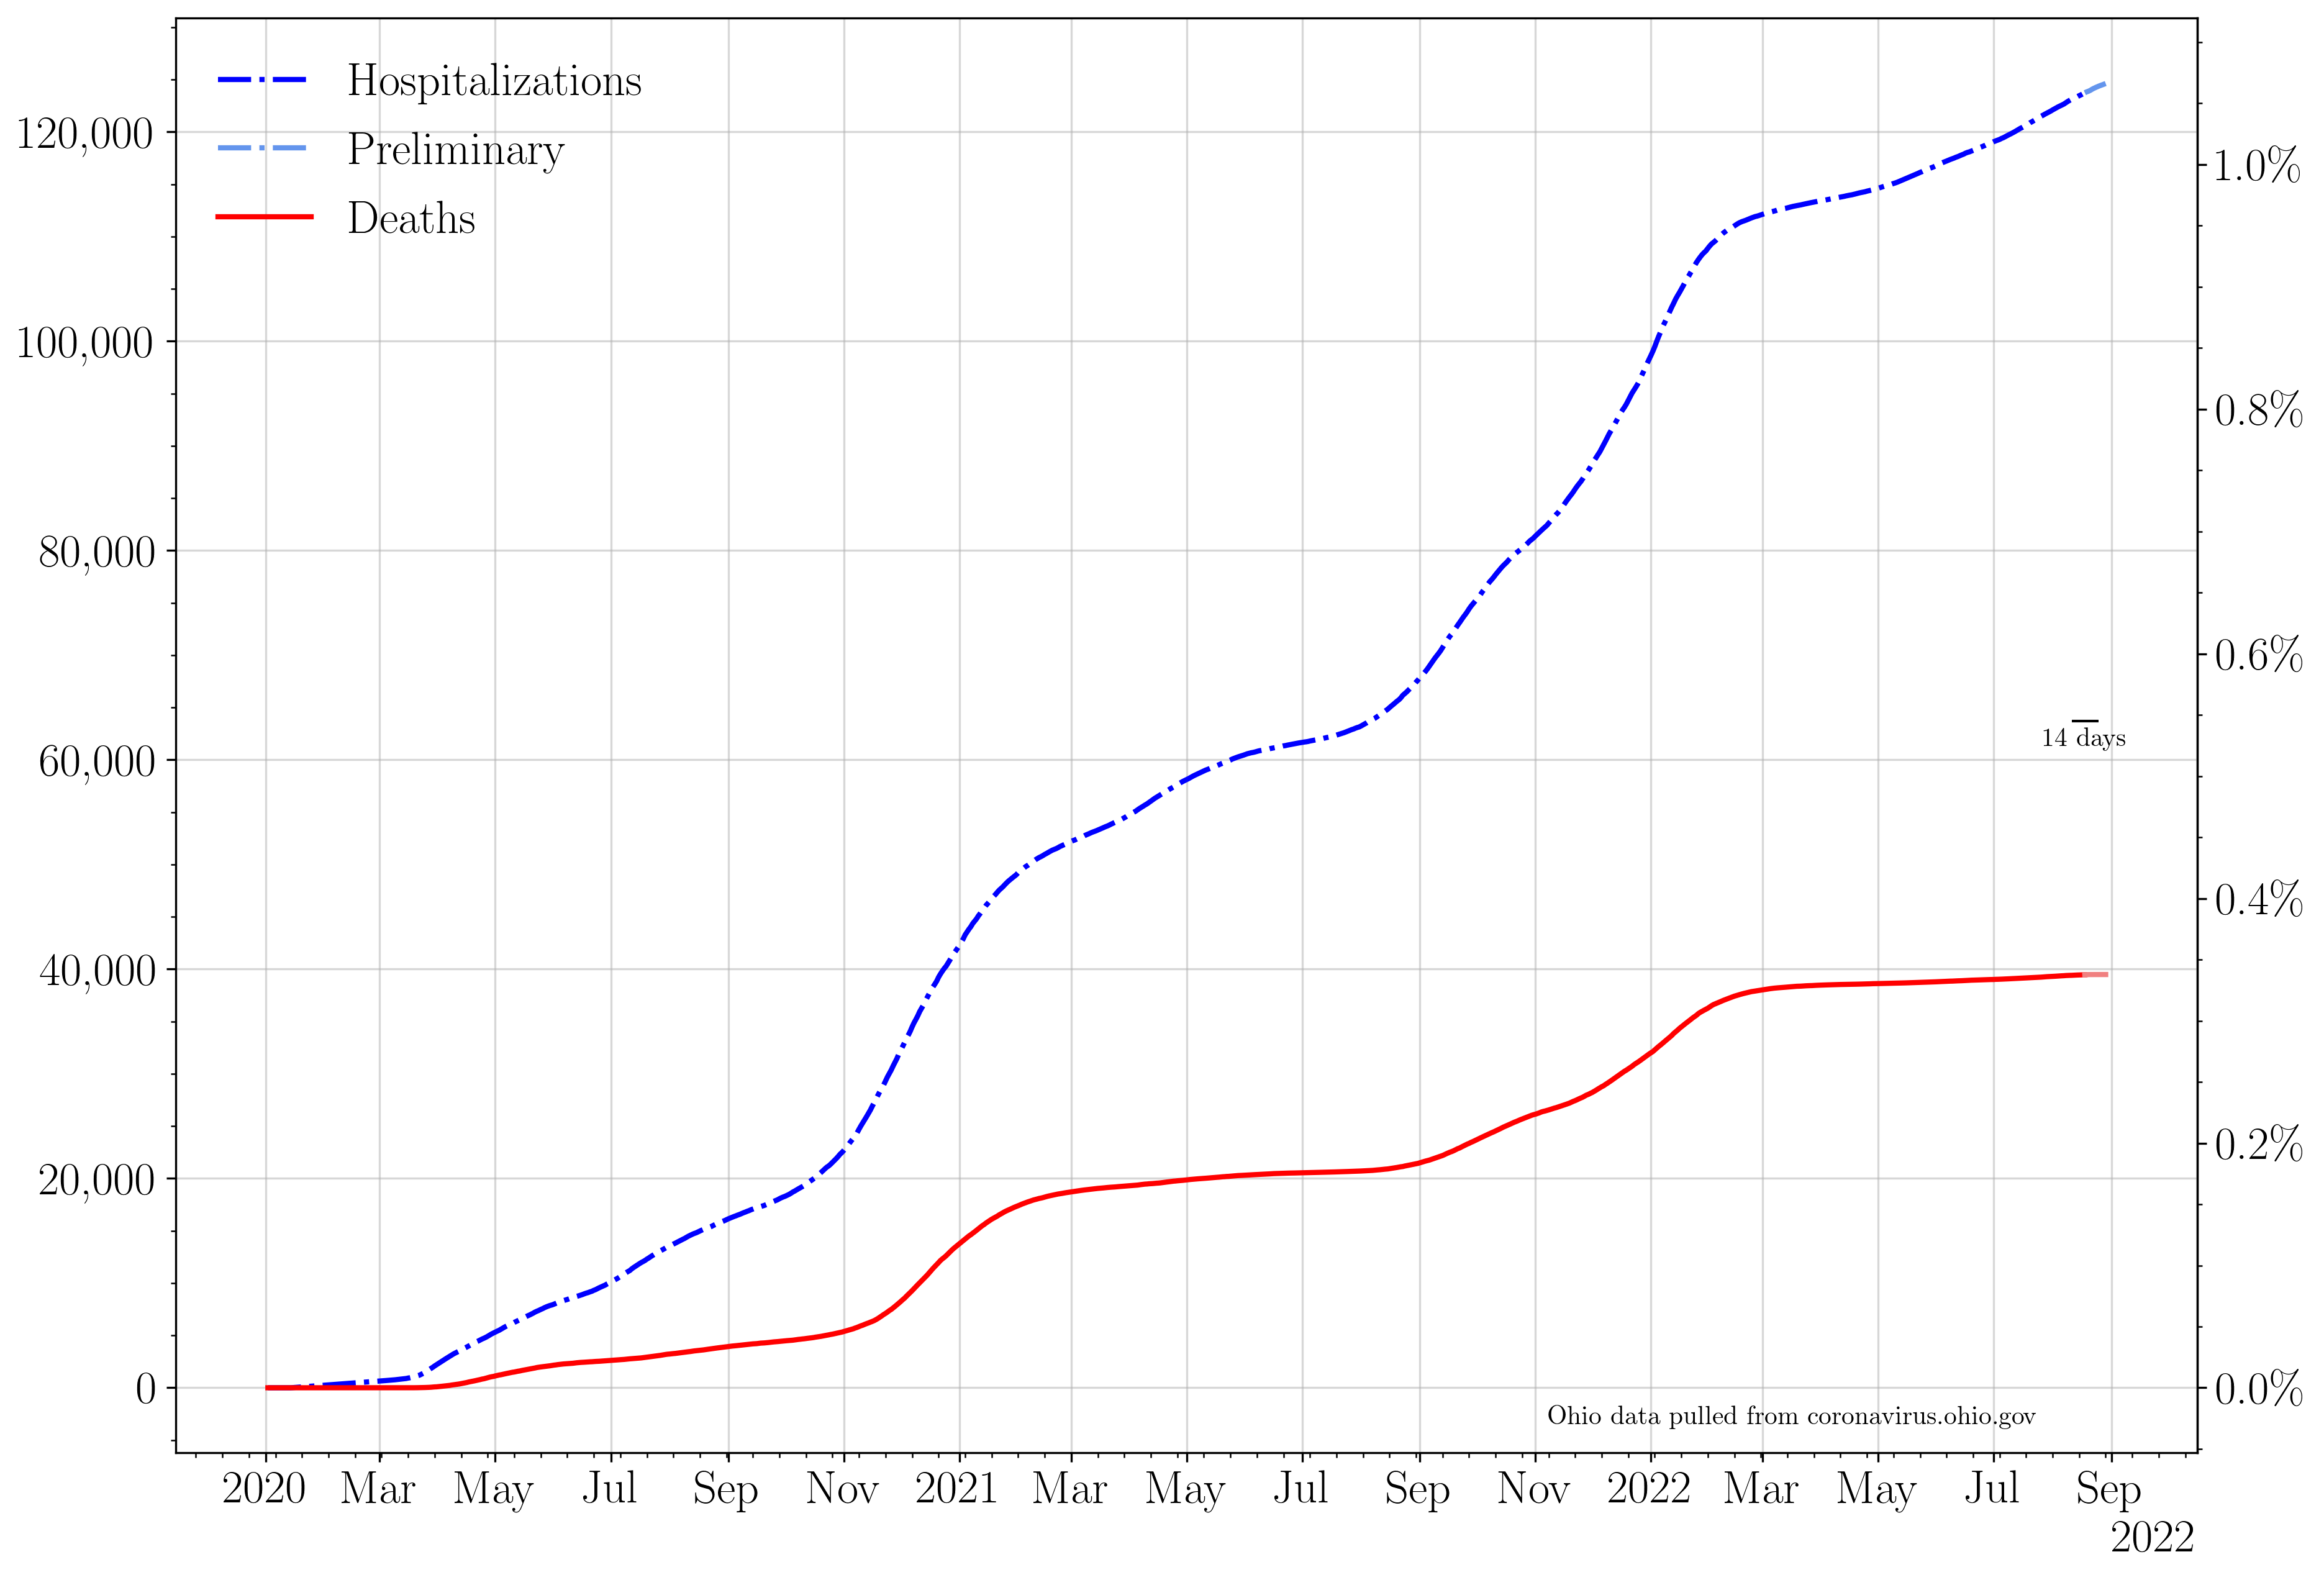 Hospitalizations
Preliminary
Deaths
120,000
100,000
80,000
60,000
40,000
20,000
0
1.0%
0.8%
0.6%
0.4%
0.2%
0.0%
14 days
Ohio data pulled from coronavirus.ohio.gov
2020 Mar May Jul Sep Nov 2021 Mar May Jul Sep Nov 2022 Mar May Jul Sep
2022